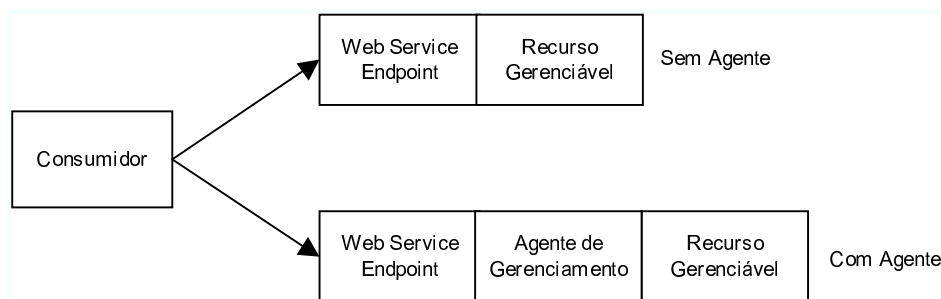 Web Service
Endpoint
Recurso
Gerenciável
Sem Agente
Consumidor
Web Service
Endpoint
Agente de
Gerenciamento
Recurso
Gerenciável
Com Agente